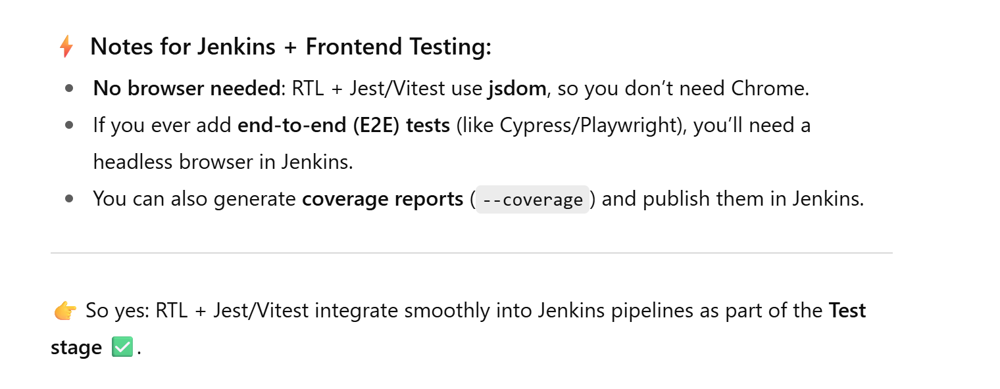 ⚡ Notes for Jenkins + Frontend Testing:
• No browser needed: RTL + Jest/Vitest use jsdom, so you don’t need Chrome.
• If you ever add end-to-end (E2E) tests (like Cypress/Playwright), you’ll need a
headless browser in Jenkins.
• You can also generate coverage reports (--coverage) and publish them in Jenkins.
👉 So yes: RTL + Jest/Vitest integrate smoothly into Jenkins pipelines as part of the Test
stage ✅.